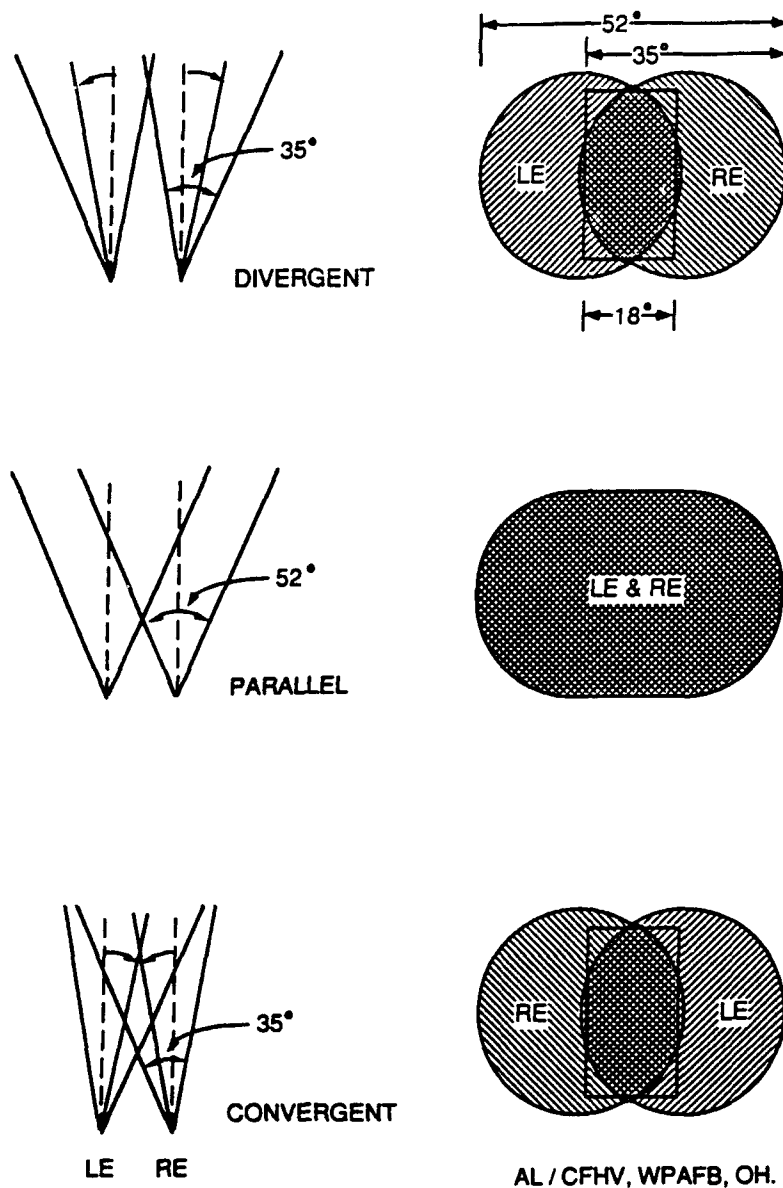 52°
35°
35°
LE
RE
DIVERGENT
18°
52°
LE & RE
PARALLEL
35°
RE
LE
CONVERGENT
LE RE
AL / CFHV, WPAFB, OH.